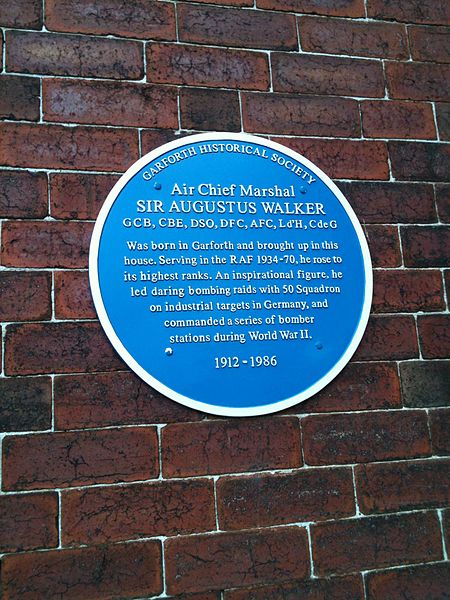 GARFORTH HISTORICAL SOCIETY
Air Chief Marshal
SIR AUGUSTUS WALKER
GCB, CBE, DSO, DFC, AFC, Ld'H, CdeG
Was born in Garforth and brought up in this
house. Serving in the RAF 1934-70, he rose to
its highest ranks. An inspirational figure, he
led daring bombing raids with 50 Squadron
on industrial targets in Germany, and
commanded a series of bomber
stations during World War II.
1912 - 1986